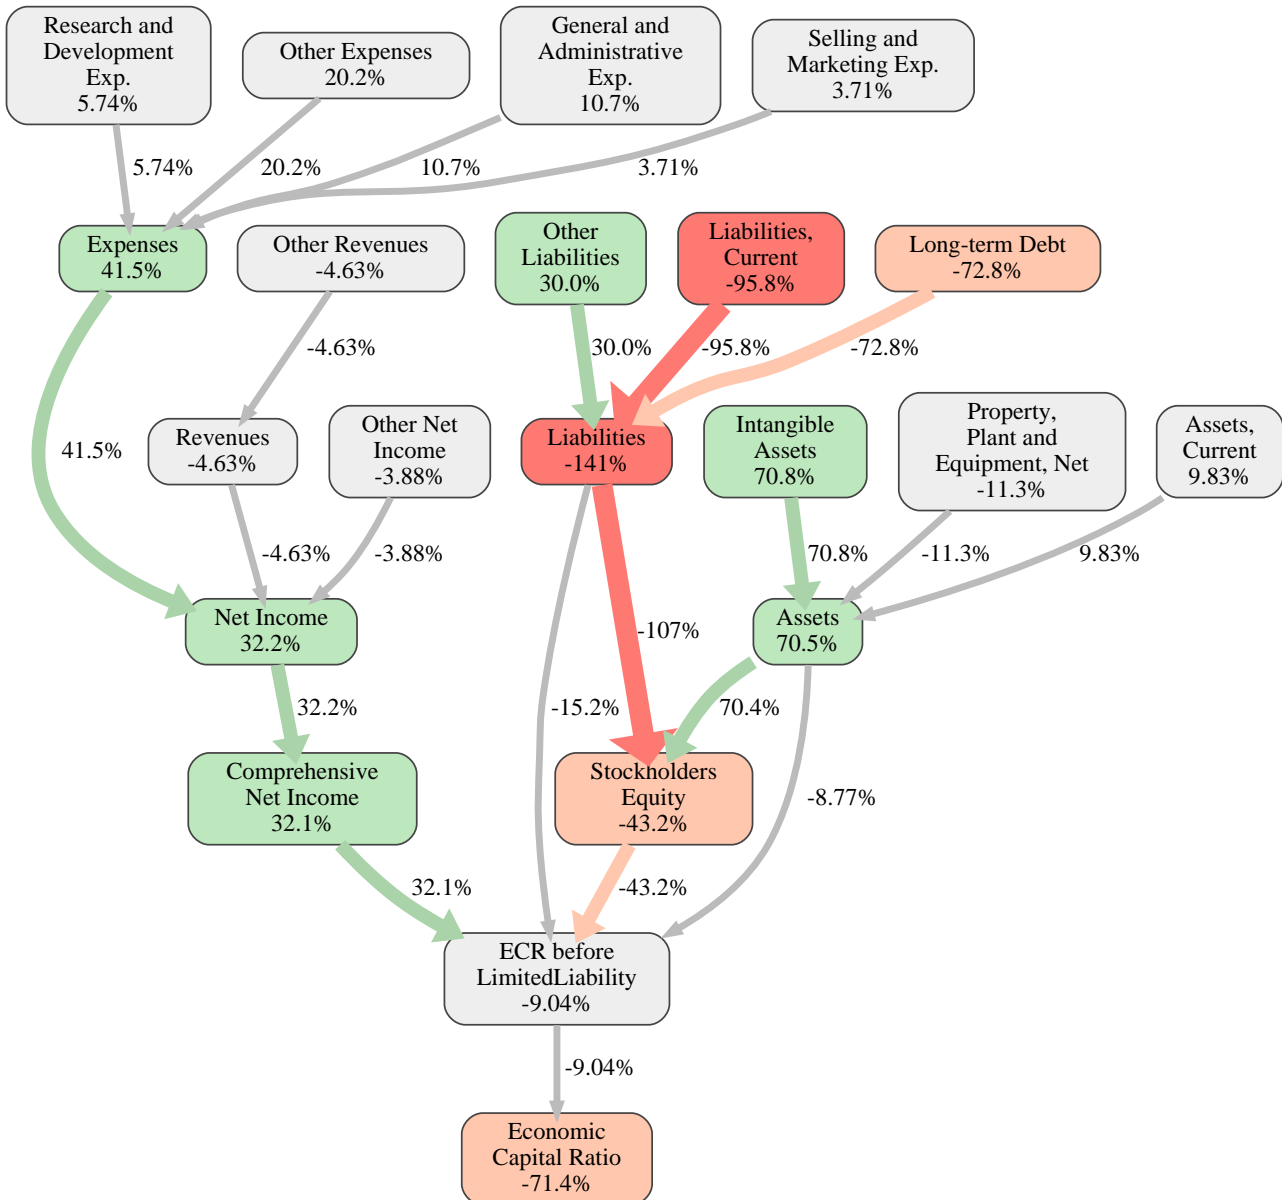 Research and
Development
Exp.
5.74%
Other Expenses
20.2%
General and
Administrative
Exp.
10.7%
Selling and
Marketing Exp.
3.71%
5.74%
20.2%
10.7%
3.71%
Expenses
41.5%
Other Revenues
-4.63%
Other
Liabilities
30.0%
Liabilities,
Current
-95.8%
Long-term Debt
-72.8%
-4.63%
30.0%
-95.8%
-72.8%
41.5%
Revenues
-4.63%
Other Net
Income
-3.88%
Liabilities
-141%
Intangible
Assets
70.8%
Property,
Plant and
Equipment, Net
-11.3%
Assets,
Current
9.83%
-4.63%
-3.88%
70.8%
-11.3%
9.83%
Net Income
32.2%
-107%
Assets
70.5%
32.2%
-15.2%
70.4%
Comprehensive
Net Income
32.1%
Stockholders
Equity
-43.2%
-8.77%
32.1%
-43.2%
ECR before
LimitedLiability
-9.04%
-9.04%
Economic
Capital Ratio
-71.4%